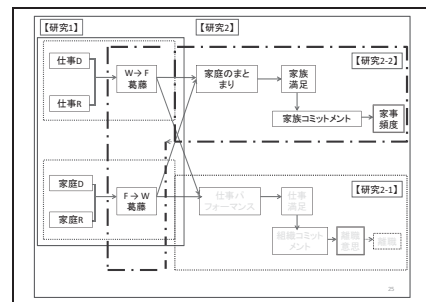 【研究1】
【研究2】
【研究2-2】
仕事D
仕事R
W→F
葛藤
家庭のまと
まり
家族
満足
家族コミットメント
家事
頻度
家庭D
家庭R
F→W
葛藤
【研究2-1】
仕事パ
フォーマンス
仕事
満足
組織コミット
メント
離職
意思
離職
25